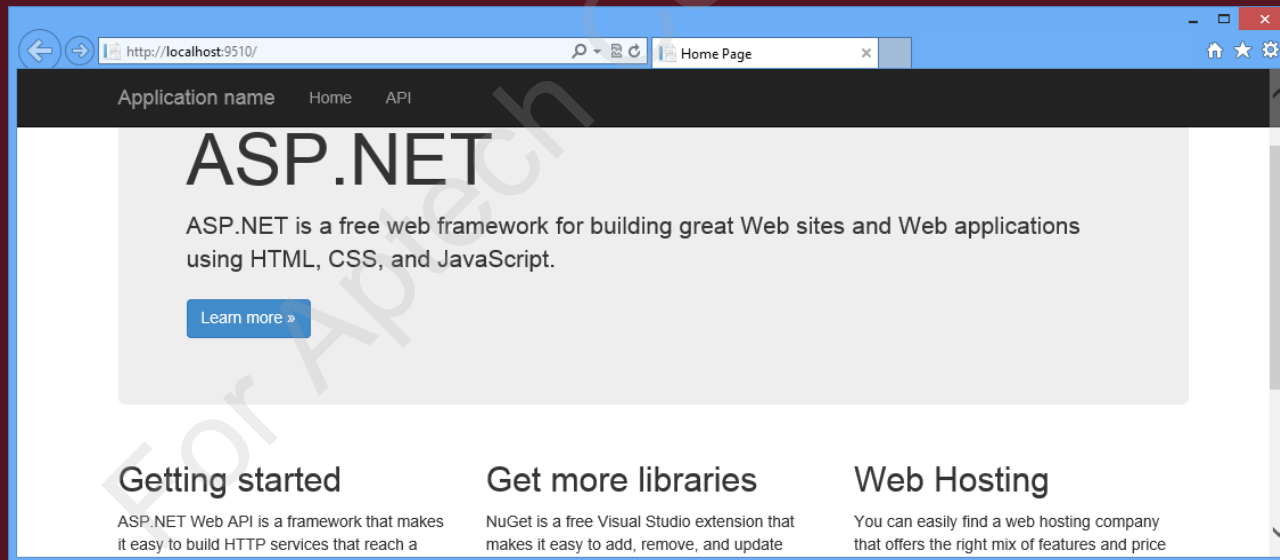 http://localhost:9510/
Home Page
Application name Home API
ASP.NET
ASP.NET is a free web framework for building great Web sites and Web applications
using HTML, CSS, and JavaScript.
Learn more »
Getting started
ASP.NET Web API is a framework that makes
it easy to build HTTP services that reach a
Get more libraries
NuGet is a free Visual Studio extension that
makes it easy to add, remove, and update
Web Hosting
You can easily find a web hosting company
that offers the right mix of features and price
For Aptech